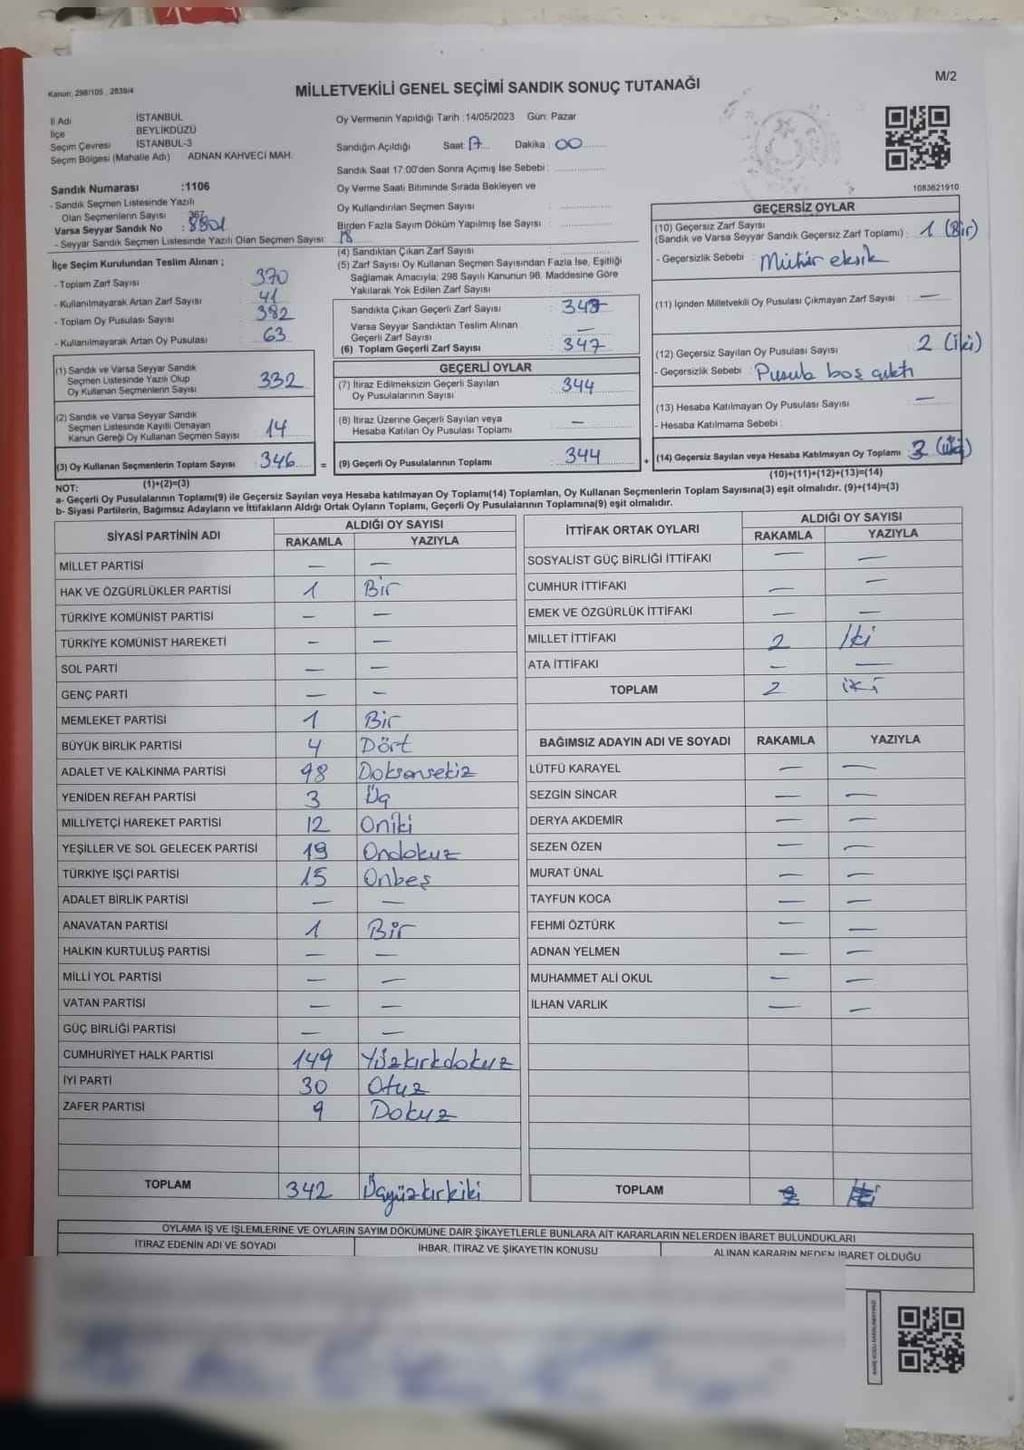 Kanun: 298/105, 2839/4
MİLLETVEKİLİ GENEL SEÇİMİ SANDIK SONUÇ TUTANAĞI
M/2
İl Adı İSTANBUL
İlçe BEYLİKDÜZÜ
Seçim Çevresi İSTANBUL-3
Seçim Bölgesi (Mahalle Adı) ADNAN KAHVECİ MAH.
Sandık Numarası :1106
- Sandık Seçmen Listesinde Yazılı
Olan Seçmenlerin Sayısı 367
Varsa Seyyar Sandık No : 8801
- Seyyar Sandık Seçmen Listesinde Yazılı Olan Seçmen Sayısı: 18
Oy Vermenin Yapıldığı Tarih :14/05/2023 Gün: Pazar
Sandığın Açıldığı Saat 17 Dakika : 00
Sandık Saat 17:00'den Sonra Açımış İse Sebebi :
Oy Verme Saati Bitiminde Sırada Bekleyen ve
Oy Kullandırılan Seçmen Sayısı :
Birden Fazla Sayım Döküm Yapılmış İse Sayısı :
(4) Sandıktan Çıkan Zarf Sayısı :
(5) Zarf Sayısı Oy Kullanan Seçmen Sayısından Fazla İse, Eşitliği
Sağlamak Amacıyla, 298 Sayılı Kanunun 98. Maddesine Göre
Yakılarak Yok Edilen Zarf Sayısı :
1083621910
İlçe Seçim Kurulundan Teslim Alınan ;
- Toplam Zarf Sayısı 370
- Kullanılmayarak Artan Zarf Sayısı 41
- Toplam Oy Pusulası Sayısı 382
- Kullanılmayarak Artan Oy Pusulası 63
(1) Sandık ve Varsa Seyyar Sandık
Seçmen Listesinde Yazılı Olup
Oy Kullanan Seçmenlerin Sayısı 332
(2) Sandık ve Varsa Seyyar Sandık
Seçmen Listesinde Kayıtlı Olmayan
Kanun Gereği Oy Kullanan Seçmen Sayısı 14
(3) Oy Kullanan Seçmenlerin Toplam Sayısı 346 =
(1)+(2)=(3)
Sandıkta Çıkan Geçerli Zarf Sayısı : 347
Varsa Seyyar Sandıktan Teslim Alınan
Geçerli Zarf Sayısı : —
(6) Toplam Geçerli Zarf Sayısı : 347
GEÇERLİ OYLAR
(7) İtiraz Edilmeksizin Geçerli Sayılan
Oy Pusulalarının Sayısı : 344
(8) İtiraz Üzerine Geçerli Sayılan veya
Hesaba Katılan Oy Pusulası Toplamı : —
(9) Geçerli Oy Pusulalarının Toplamı 344 +
GEÇERSİZ OYLAR
(10) Geçersiz Zarf Sayısı
(Sandık ve Varsa Seyyar Sandık Geçersiz Zarf Toplamı) : 1 (Bir)
- Geçersizlik Sebebi : Mühür eksik
(11) İçinden Milletvekili Oy Pusulası Çıkmayan Zarf Sayısı : —
(12) Geçersiz Sayılan Oy Pusulası Sayısı : 2 (İki)
- Geçersizlik Sebebi Pusula boş çıktı
(13) Hesaba Katılmayan Oy Pusulası Sayısı —
- Hesaba Katılmama Sebebi :
(14) Geçersiz Sayılan veya Hesaba Katılmayan Oy Toplamı
(10)+(11)+(12)+(13)=(14)
NOT:
a- Geçerli Oy Pusulalarının Toplamı(9) ile Geçersiz Sayılan veya Hesaba katılmayan Oy Toplamı(14) Toplamları, Oy Kullanan Seçmenlerin Toplam Sayısına(3) eşit olmalıdır. (9)+(14)=(3)
b- Siyasi Partilerin, Bağımsız Adayların ve İttifakların Aldığı Ortak Oyların Toplamı, Geçerli Oy Pusulalarının Toplamına(9) eşit olmalıdır.
SİYASİ PARTİNİN ADI ALDIĞI OY SAYISI
RAKAMLA YAZIYLA
MİLLET PARTİSİ — —
HAK VE ÖZGÜRLÜKLER PARTİSİ 1 Bir
TÜRKİYE KOMÜNİST PARTİSİ — —
TÜRKİYE KOMÜNİST HAREKETİ — —
SOL PARTİ — —
GENÇ PARTİ — —
MEMLEKET PARTİSİ 1 Bir
BÜYÜK BİRLİK PARTİSİ 4 Dört
ADALET VE KALKINMA PARTİSİ 98 Doksansekiz
YENİDEN REFAH PARTİSİ 3 Üç
MİLLİYETÇİ HAREKET PARTİSİ 12 Oniki
YEŞİLLER VE SOL GELECEK PARTİSİ 19 Ondokuz
TÜRKİYE İŞÇİ PARTİSİ 15 Onbeş
ADALET BİRLİK PARTİSİ — —
ANAVATAN PARTİSİ 1 Bir
HALKIN KURTULUŞ PARTİSİ — —
MİLLİ YOL PARTİSİ — —
VATAN PARTİSİ — —
GÜÇ BİRLİĞİ PARTİSİ — —
CUMHURİYET HALK PARTİSİ 149 Yüzkırkdokuz
İYİ PARTİ 30 Otuz
ZAFER PARTİSİ 9 Dokuz
TOPLAM 342 Üçyüzkırkiki
İTTİFAK ORTAK OYLARI ALDIĞI OY SAYISI
RAKAMLA YAZIYLA
SOSYALİST GÜÇ BİRLİĞİ İTTİFAKI — —
CUMHUR İTTİFAKI — —
EMEK VE ÖZGÜRLÜK İTTİFAKI — —
MİLLET İTTİFAKI 2 İki
ATA İTTİFAKI — —
TOPLAM 2 iki
BAĞIMSIZ ADAYIN ADI VE SOYADI RAKAMLA YAZIYLA
LÜTFÜ KARAYEL — —
SEZGİN SİNCAR — —
DERYA AKDEMİR — —
SEZEN ÖZEN — —
MURAT ÜNAL — —
TAYFUN KOCA — —
FEHMİ ÖZTÜRK — —
ADNAN YELMEN — —
MUHAMMET ALİ OKUL — —
İLHAN VARLIK — —
TOPLAM
OYLAMA İŞ VE İŞLEMLERİNE VE OYLARIN SAYIM DÖKÜMÜNE DAİR ŞİKAYETLERLE BUNLARA AİT KARARLARIN NELERDEN İBARET BULUNDUKLARI
İTİRAZ EDENİN ADI VE SOYADI İHBAR, İTİRAZ VE ŞİKAYETİN KONUSU ALINAN KARARIN NEDEN İBARET OLDUĞU